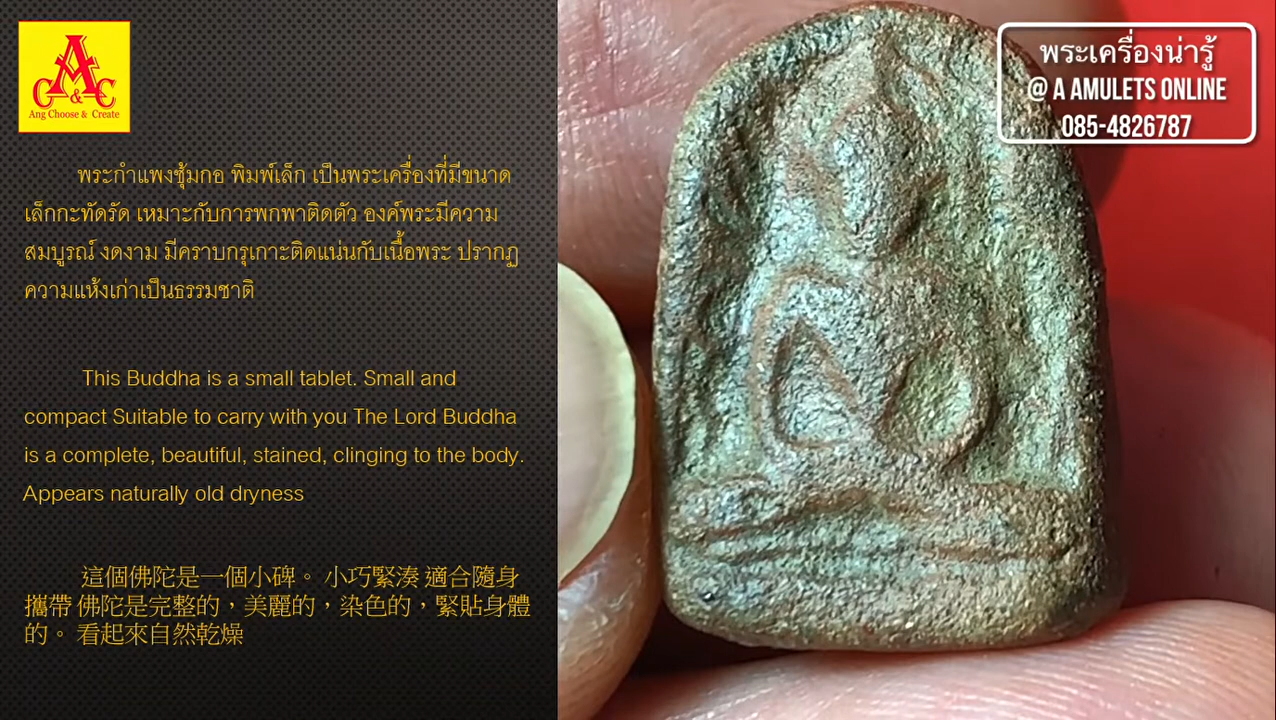 A
C & C
Ang Choose & Create
พระเครื่องน่ารู้
@ A AMULETS ONLINE
085-4826787
พระกำแพงซุ้มกอ พิมพ์เล็ก เป็นพระเครื่องที่มีขนาด
เล็กกะทัดรัด เหมาะกับการพกพาติดตัว องค์พระมีความ
สมบูรณ์ งดงาม มีคราบกรุเกาะติดแน่นกับเนื้อพระ ปรากฏ
ความแห้งเก่าเป็นธรรมชาติ
This Buddha is a small tablet. Small and
compact Suitable to carry with you The Lord Buddha
is a complete, beautiful, stained, clinging to the body.
Appears naturally old dryness
這個佛陀是一個小碑。 小巧緊湊 適合隨身
攜帶 佛陀是完整的，美麗的，染色的，緊貼身體
的。 看起來自然乾燥